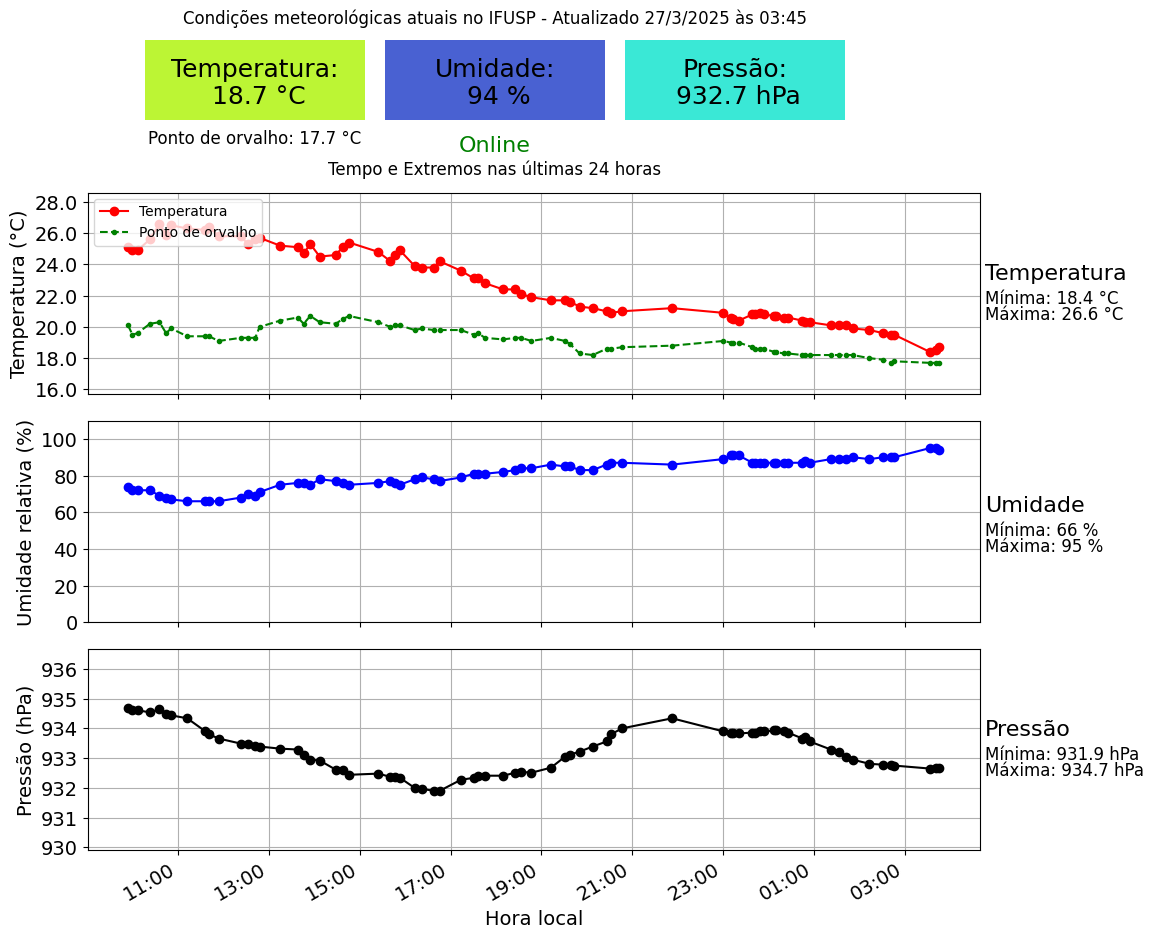 Condições meteorológicas atuais no IFUSP - Atualizado 27/3/2025 às 03:45
Temperatura:
18.7 °C
Umidade:
94 %
Pressão:
932.7 hPa
Ponto de orvalho: 17.7 °C
Online
Tempo e Extremos nas últimas 24 horas
Temperatura (°C)
28.0
26.0
24.0
22.0
20.0
18.0
16.0
Temperatura
Ponto de orvalho
Temperatura
Mínima: 18.4 °C
Máxima: 26.6 °C
Umidade relativa (%)
100
80
60
40
20
0
Umidade
Mínima: 66 %
Máxima: 95 %
Pressão (hPa)
936
935
934
933
932
931
930
Pressão
Mínima: 931.9 hPa
Máxima: 934.7 hPa
11:00
13:00
15:00
17:00
19:00
21:00
23:00
01:00
03:00
Hora local